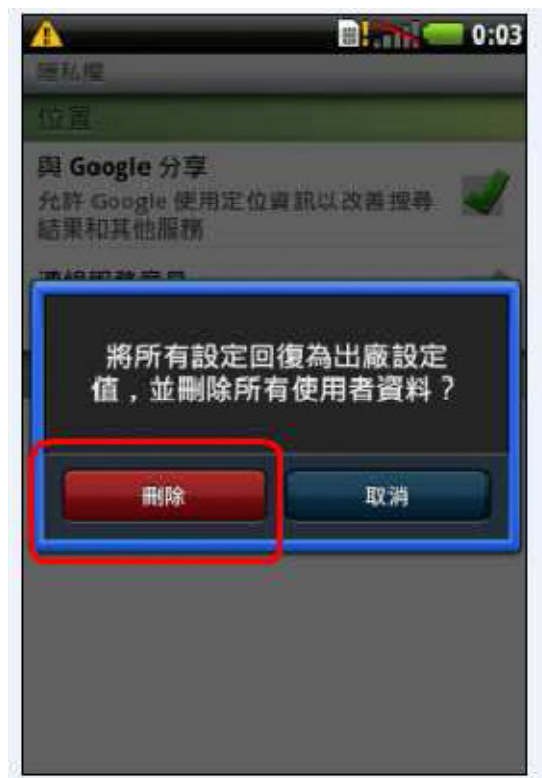 0:03
隱私權
位置
與 Google 分享
允許 Google 使用定位資訊以改善搜尋
結果和其他服務
將所有設定回復為出廠設定
值，並刪除所有使用者資料？
刪除
取消